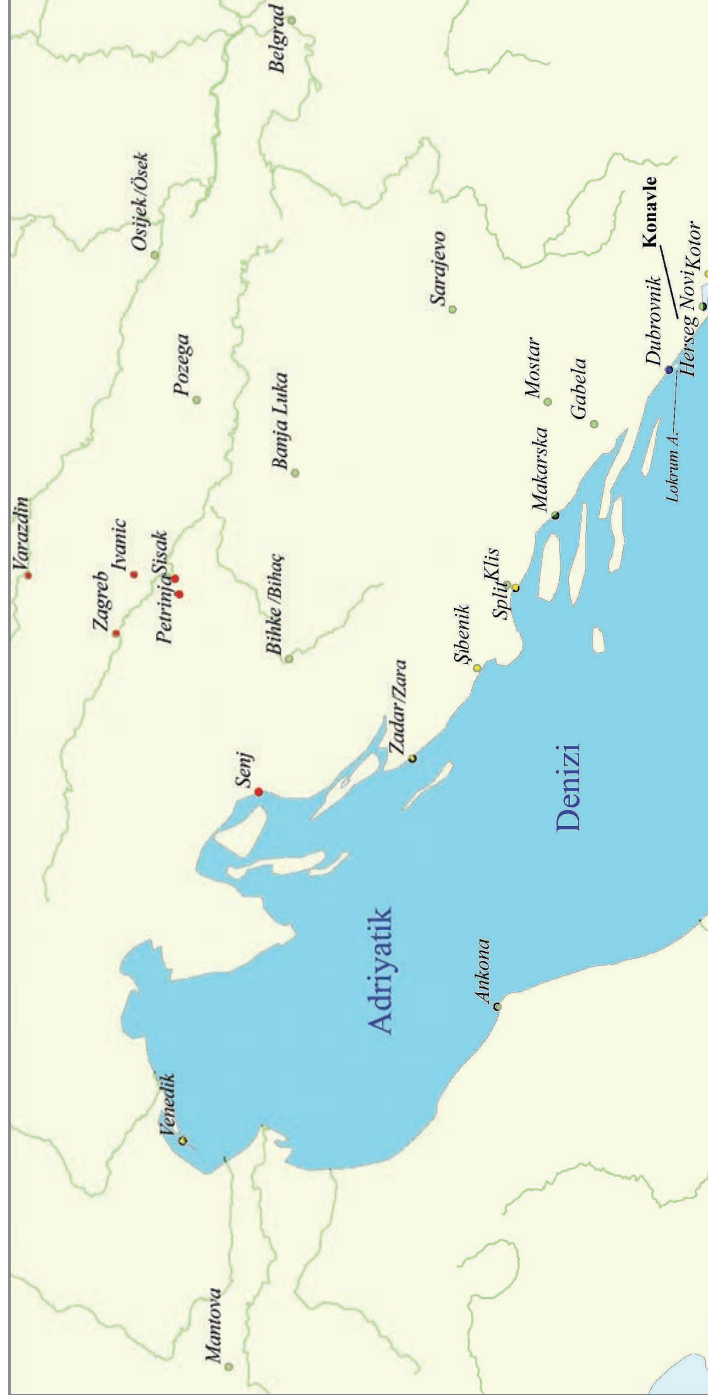 Varazdin
Zagreb
Ivanic
Petrinja
Sisak
Osijek/Ösek
Pozega
Belgrad
Banja Luka
Bihke /Bihaç
Venedik
Mantova
Senj
Zadar/Zara
Şibenik
Split
Klis
Sarajevo
Mostar
Makarska
Gabela
Ankona
Adriyatik
Denizi
Konavle
Dubrovnik
Lokrum A.
Herseg Novi
Kotor